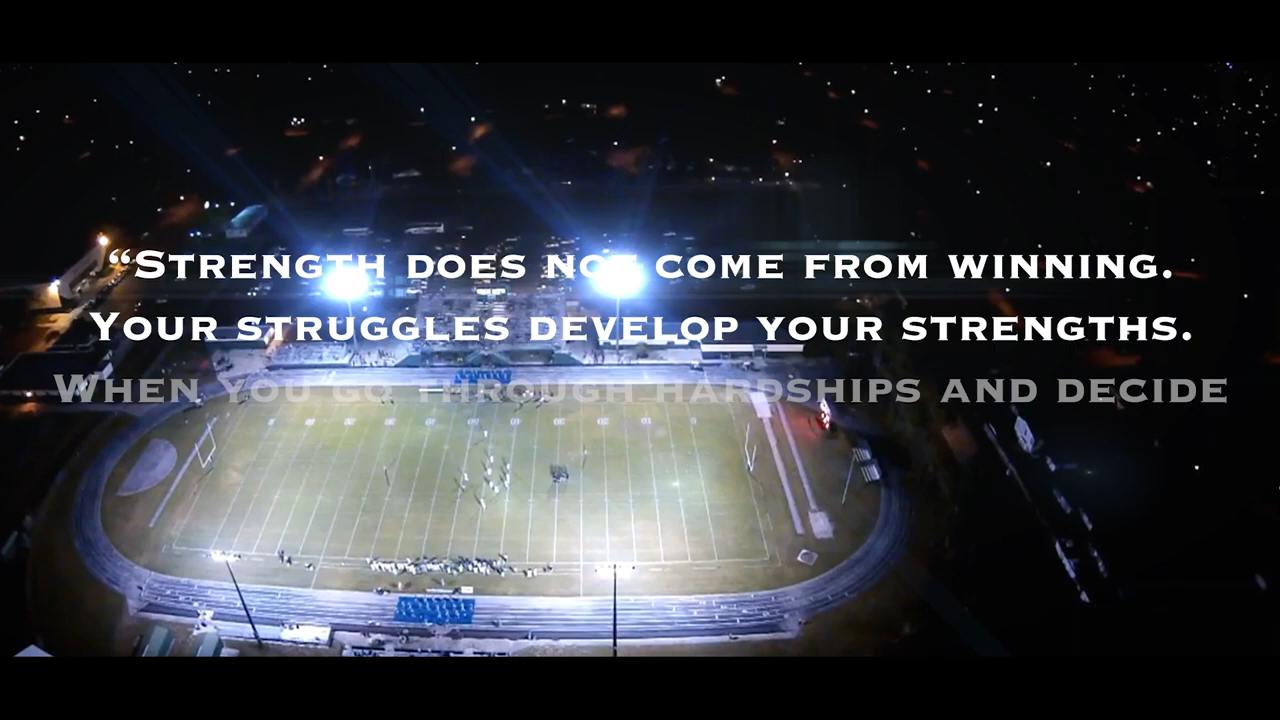 “Strength does not come from winning.
Your struggles develop your strengths.
When you go through hardships and decide